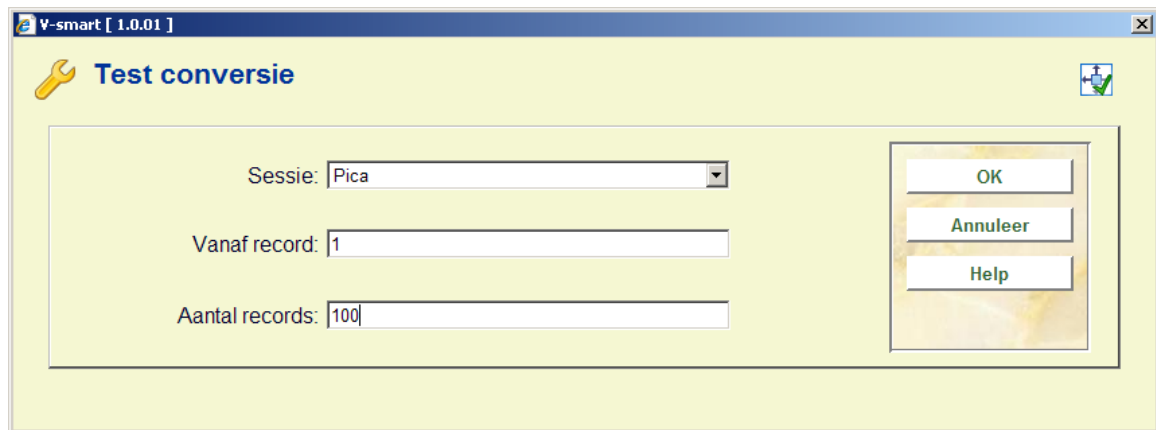 V-smart [ 1.0.01 ]
Test conversie
Sessie: Pica
OK
Annuleer
Vanaf record: 1
Help
Aantal records: 100